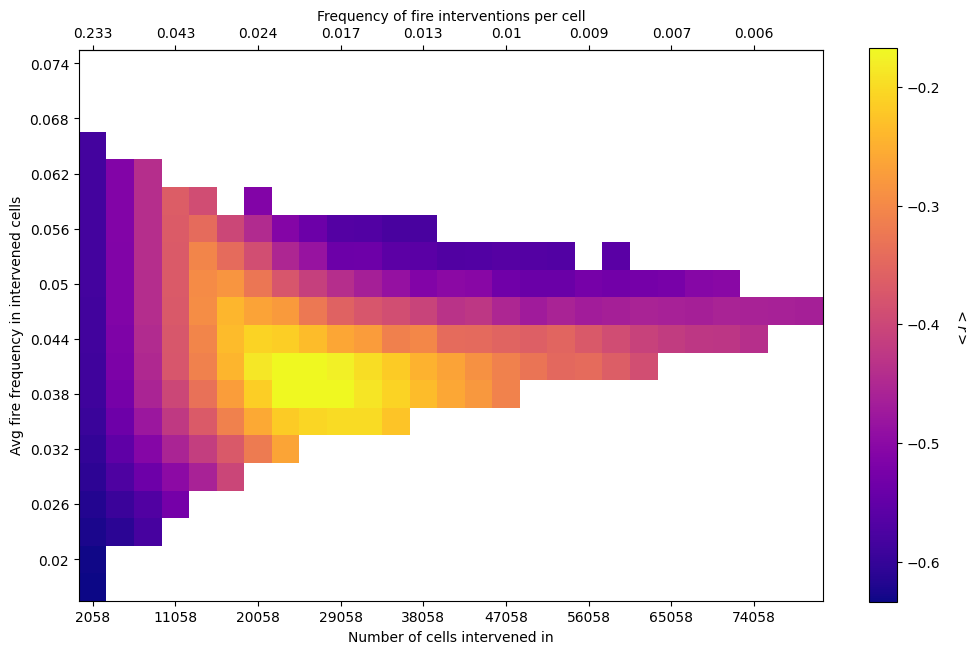 Frequency of fire interventions per cell
0.233 0.043 0.024 0.017 0.013 0.01 0.009 0.007 0.006
Avg fire frequency in intervened cells
0.074
0.068
0.062
0.056
0.05
0.044
0.038
0.032
0.026
0.02
2058 11058 20058 29058 38058 47058 56058 65058 74058
Number of cells intervened in
−0.2
−0.3
−0.4
−0.5
−0.6
< r >